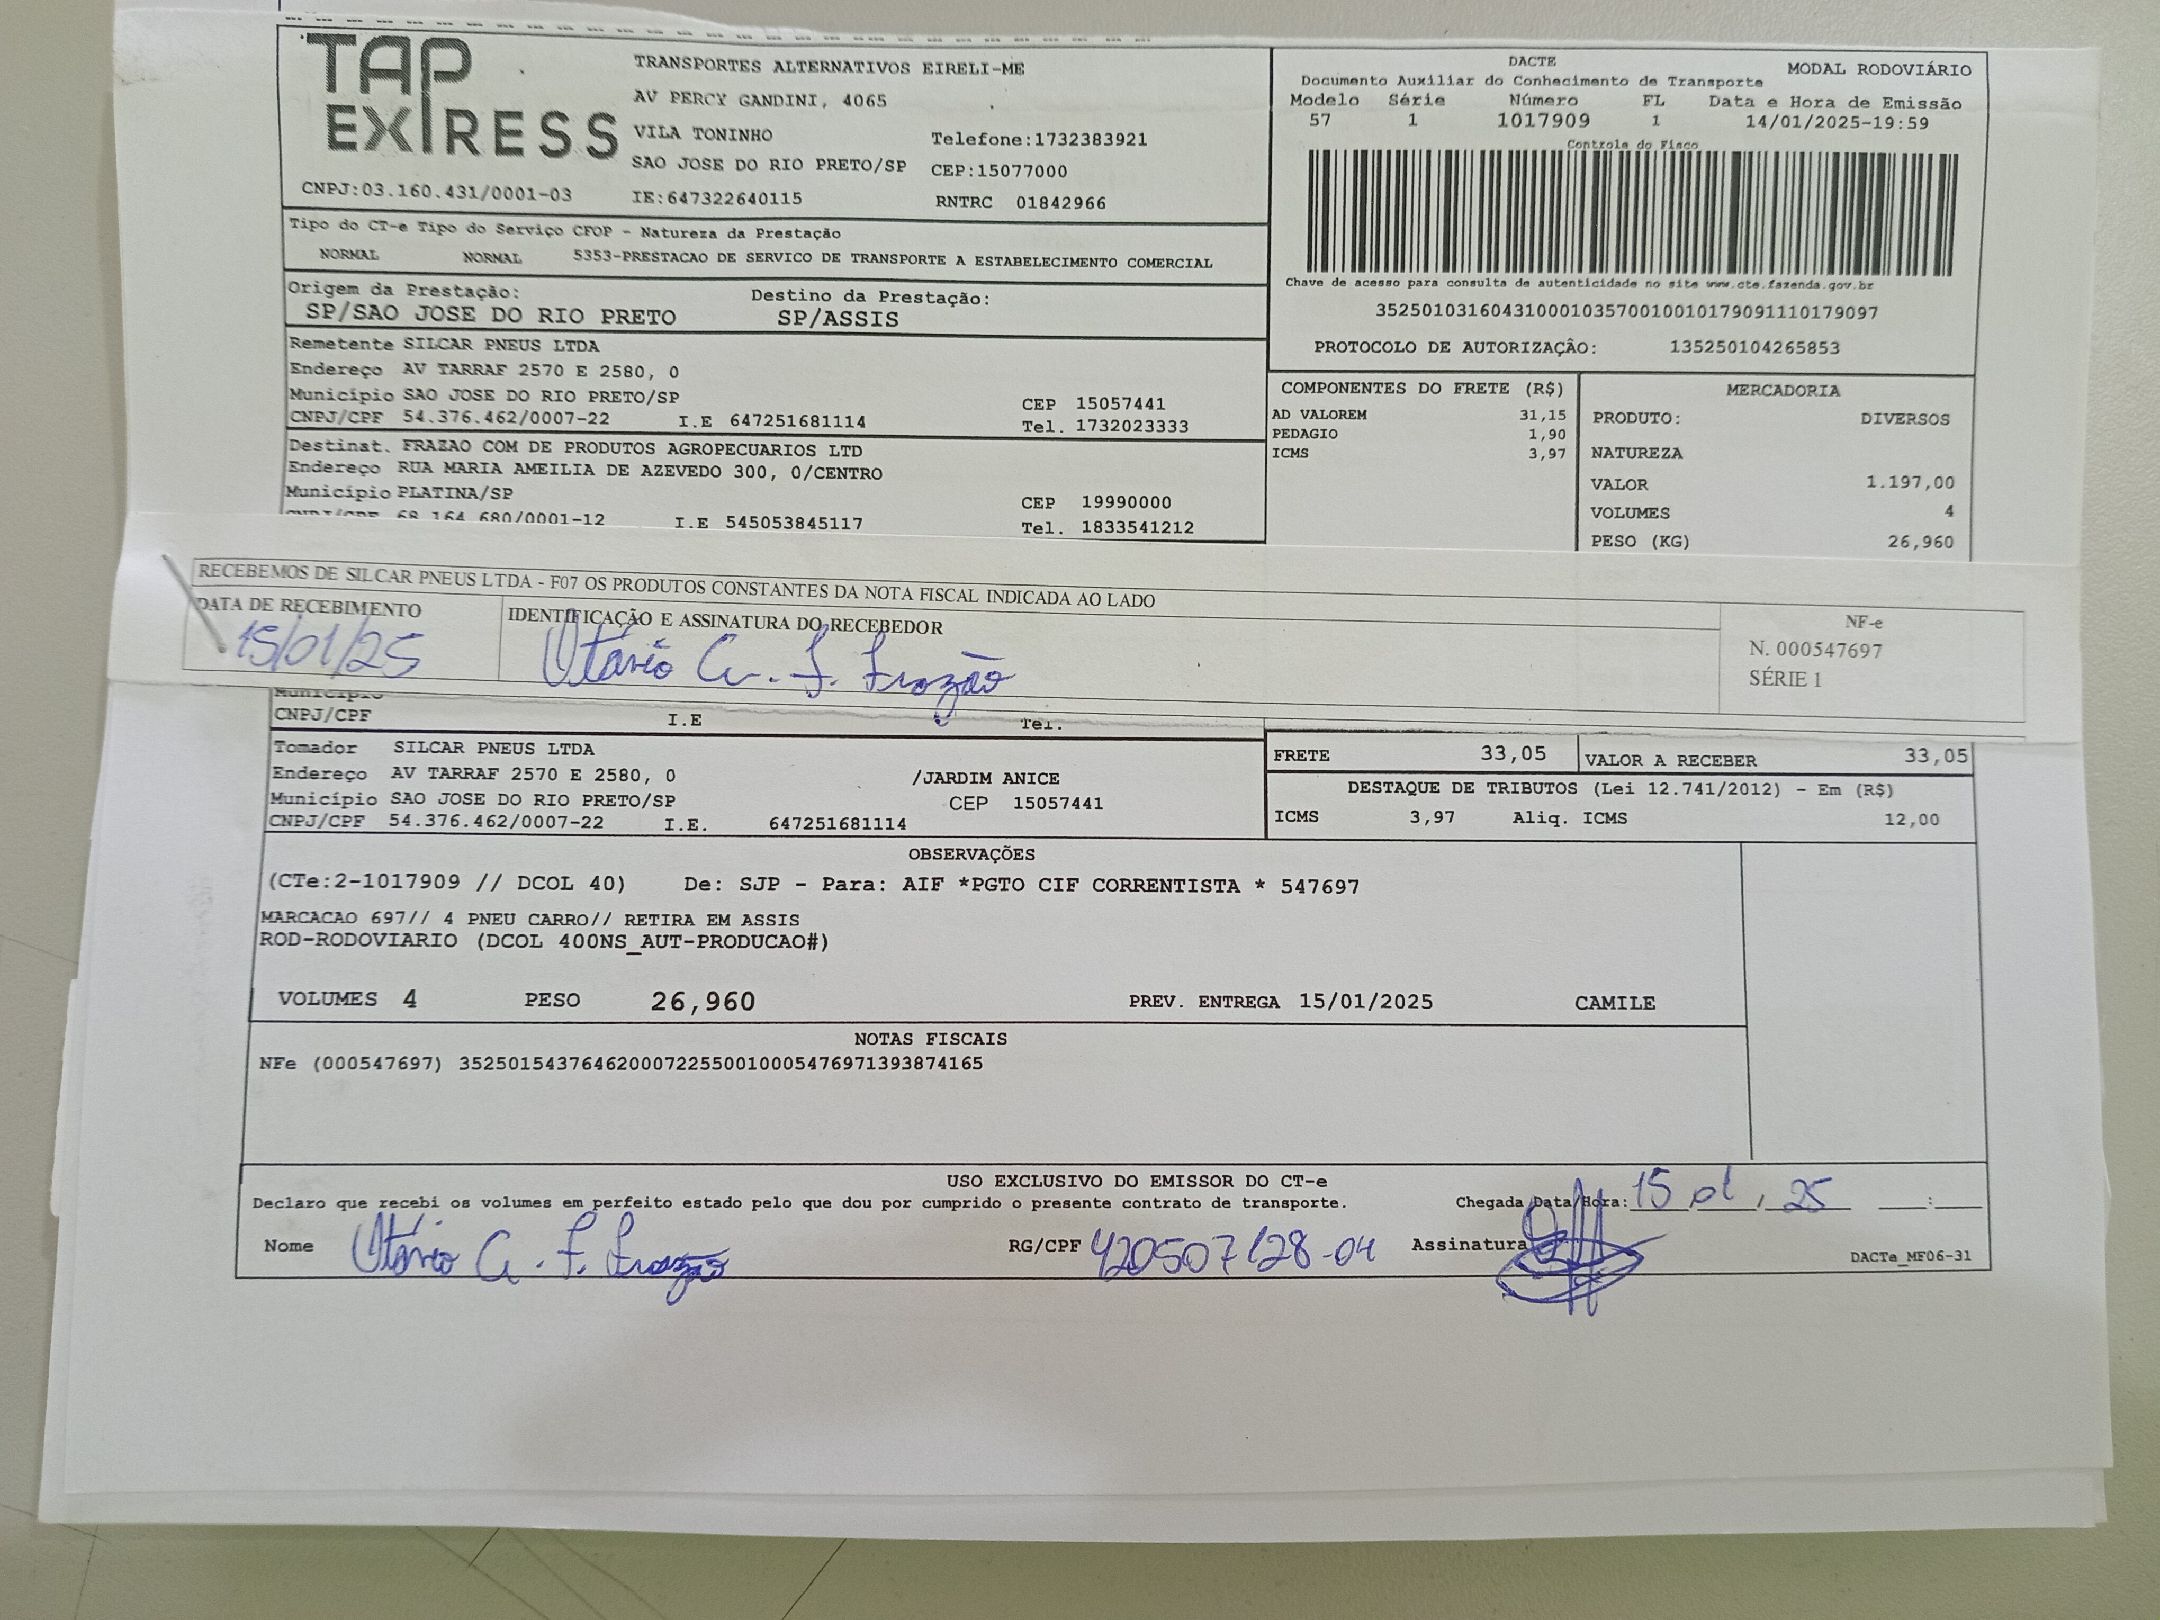 TAP
EXPRESS
TRANSPORTES ALTERNATIVOS EIRELI-ME
AV PERCY GANDINI, 4065
VILA TONINHO Telefone:1732383921
SAO JOSE DO RIO PRETO/SP CEP:15077000
CNPJ:03.160.431/0001-03 IE:647322640115 RNTRC 01842966
DACTE MODAL RODOVIÁRIO
Documento Auxiliar do Conhecimento de Transporte
Modelo Série Número FL Data e Hora de Emissão
57 1 1017909 1 14/01/2025-19:59
Controle do Fisco
Chave de acesso para consulta de autenticidade no site www.cte.fazenda.gov.br
35250103160431000103570010010179091110179097
PROTOCOLO DE AUTORIZAÇÃO: 135250104265853
Tipo do CT-e Tipo do Serviço CFOP - Natureza da Prestação
NORMAL NORMAL 5353-PRESTACAO DE SERVICO DE TRANSPORTE A ESTABELECIMENTO COMERCIAL
Origem da Prestação: Destino da Prestação:
SP/SAO JOSE DO RIO PRETO SP/ASSIS
Remetente SILCAR PNEUS LTDA
Endereço AV TARRAF 2570 E 2580, 0
Município SAO JOSE DO RIO PRETO/SP CEP 15057441
CNPJ/CPF 54.376.462/0007-22 I.E 647251681114 Tel. 1732023333
Destinat. FRAZAO COM DE PRODUTOS AGROPECUARIOS LTD
Endereço RUA MARIA AMEILIA DE AZEVEDO 300, 0/CENTRO
Município PLATINA/SP CEP 19990000
CNPJ/CPF 68.164.680/0001-12 I.E 545053845117 Tel. 1833541212
COMPONENTES DO FRETE (R$)
AD VALOREM 31,15
PEDAGIO 1,90
ICMS 3,97
MERCADORIA
PRODUTO: DIVERSOS
NATUREZA
VALOR 1.197,00
VOLUMES 4
PESO (KG) 26,960
RECEBEMOS DE SILCAR PNEUS LTDA - F07 OS PRODUTOS CONSTANTES DA NOTA FISCAL INDICADA AO LADO
DATA DE RECEBIMENTO IDENTIFICAÇÃO E ASSINATURA DO RECEBEDOR
15/01/25 Otávio G. F. Frazão
NF-e
N. 000547697
SÉRIE 1
Município
CNPJ/CPF I.E Tel.
Tomador SILCAR PNEUS LTDA
Endereço AV TARRAF 2570 E 2580, 0 /JARDIM ANICE
Município SAO JOSE DO RIO PRETO/SP CEP 15057441
CNPJ/CPF 54.376.462/0007-22 I.E. 647251681114
FRETE 33,05 VALOR A RECEBER 33,05
DESTAQUE DE TRIBUTOS (Lei 12.741/2012) - Em (R$)
ICMS 3,97 Aliq. ICMS 12,00
OBSERVAÇÕES
(CTe:2-1017909 // DCOL 40) De: SJP - Para: AIF *PGTO CIF CORRENTISTA * 547697
MARCACAO 697// 4 PNEU CARRO// RETIRA EM ASSIS
ROD-RODOVIARIO (DCOL 400NS_AUT-PRODUCAO#)
VOLUMES 4 PESO 26,960 PREV. ENTREGA 15/01/2025 CAMILE
NOTAS FISCAIS
NFe (000547697) 35250154376462000722550010005476971393874165
USO EXCLUSIVO DO EMISSOR DO CT-e
Declaro que recebi os volumes em perfeito estado pelo que dou por cumprido o presente contrato de transporte. Chegada Data/Hora: 15 01, 25 :
Nome Otávio G. F. Frazão RG/CPF 420507128-04 Assinatura DACTe_MF06-31